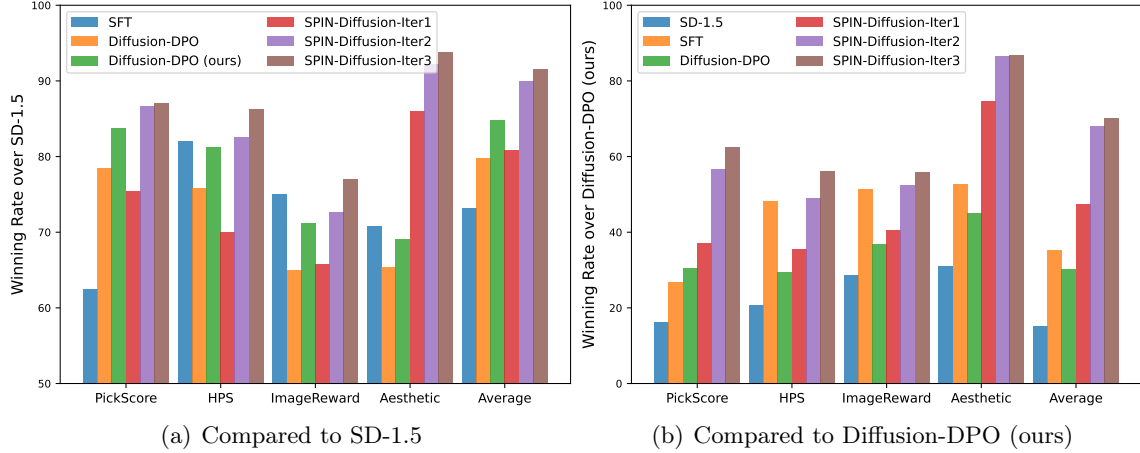 Winning Rate over SD-1.5
100
90
80
70
60
50
SFT
Diffusion-DPO
Diffusion-DPO (ours)
SPIN-Diffusion-Iter1
SPIN-Diffusion-Iter2
SPIN-Diffusion-Iter3
PickScore HPS ImageReward Aesthetic Average
(a) Compared to SD-1.5
Winning Rate over Diffusion-DPO (ours)
100
80
60
40
20
0
SD-1.5
SFT
Diffusion-DPO
SPIN-Diffusion-Iter1
SPIN-Diffusion-Iter2
SPIN-Diffusion-Iter3
PickScore HPS ImageReward Aesthetic Average
(b) Compared to Diffusion-DPO (ours)